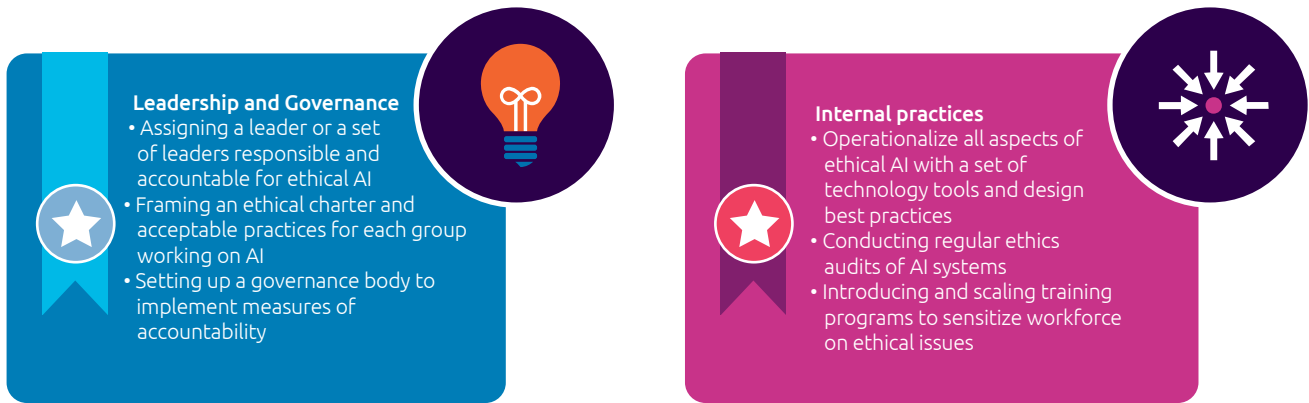 Leadership and Governance
• Assigning a leader or a set
of leaders responsible and
accountable for ethical AI
• Framing an ethical charter and
acceptable practices for each group
working on AI
• Setting up a governance body to
implement measures of
accountability
Internal practices
• Operationalize all aspects of
ethical AI with a set of
technology tools and design
best practices
• Conducting regular ethics
audits of AI systems
• Introducing and scaling training
programs to sensitize workforce
on ethical issues